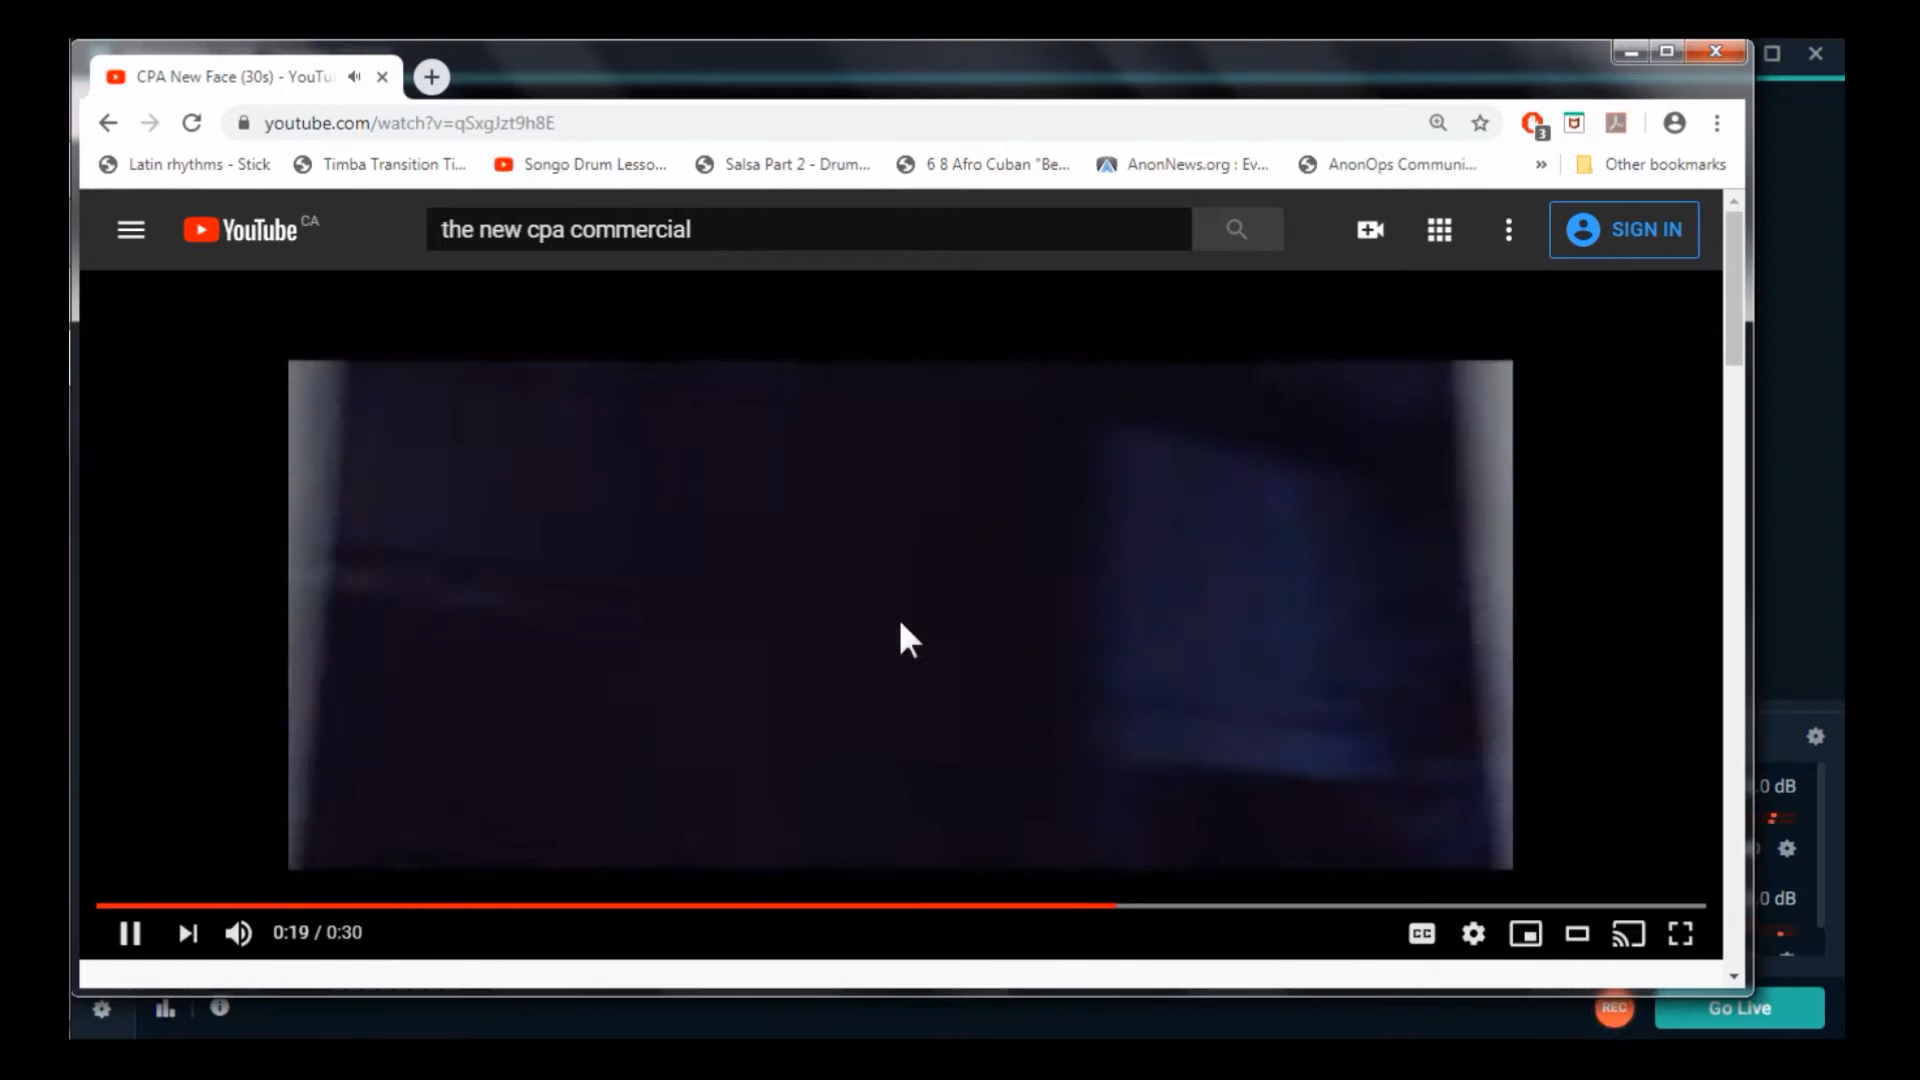 CPA New Face (30s) - YouTu
youtube.com/watch?v=qSxgJzt9h8E
3
Latin rhythms - Stick
Timba Transition Ti...
Songo Drum Lesso...
Salsa Part 2 - Drum...
6 8 Afro Cuban "Be...
AnonNews.org : Ev...
AnonOps Communi...
»
Other bookmarks
YouTube CA
the new cpa commercial
SIGN IN
.0 dB
.0 dB
0:19 / 0:30
CC
REC
Go Live